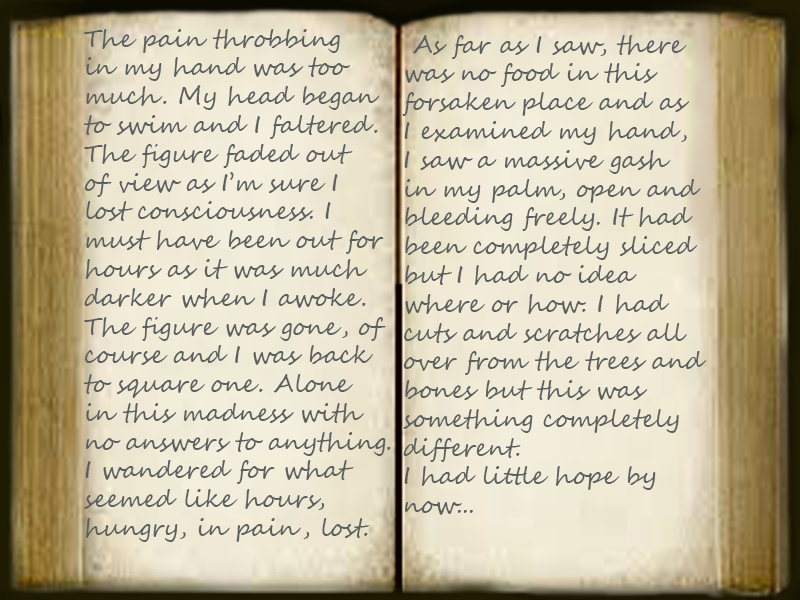 The pain throbbing
in my hand was too
much. My head began
to swim and I faltered.
The figure faded out
of view as I'm sure I
lost consciousness. I
must have been out for
hours as it was much
darker when I awoke.
The figure was gone, of
course and I was back
to square one. Alone
in this madness with
no answers to anything.
I wandered for what
seemed like hours,
hungry, in pain, lost.
As far as I saw, there
was no food in this
forsaken place and as
I examined my hand,
I saw a massive gash
in my palm, open and
bleeding freely. It had
been completely sliced
but I had no idea
where or how. I had
cuts and scratches all
over from the trees and
bones but this was
something completely
different.
I had little hope by
now...